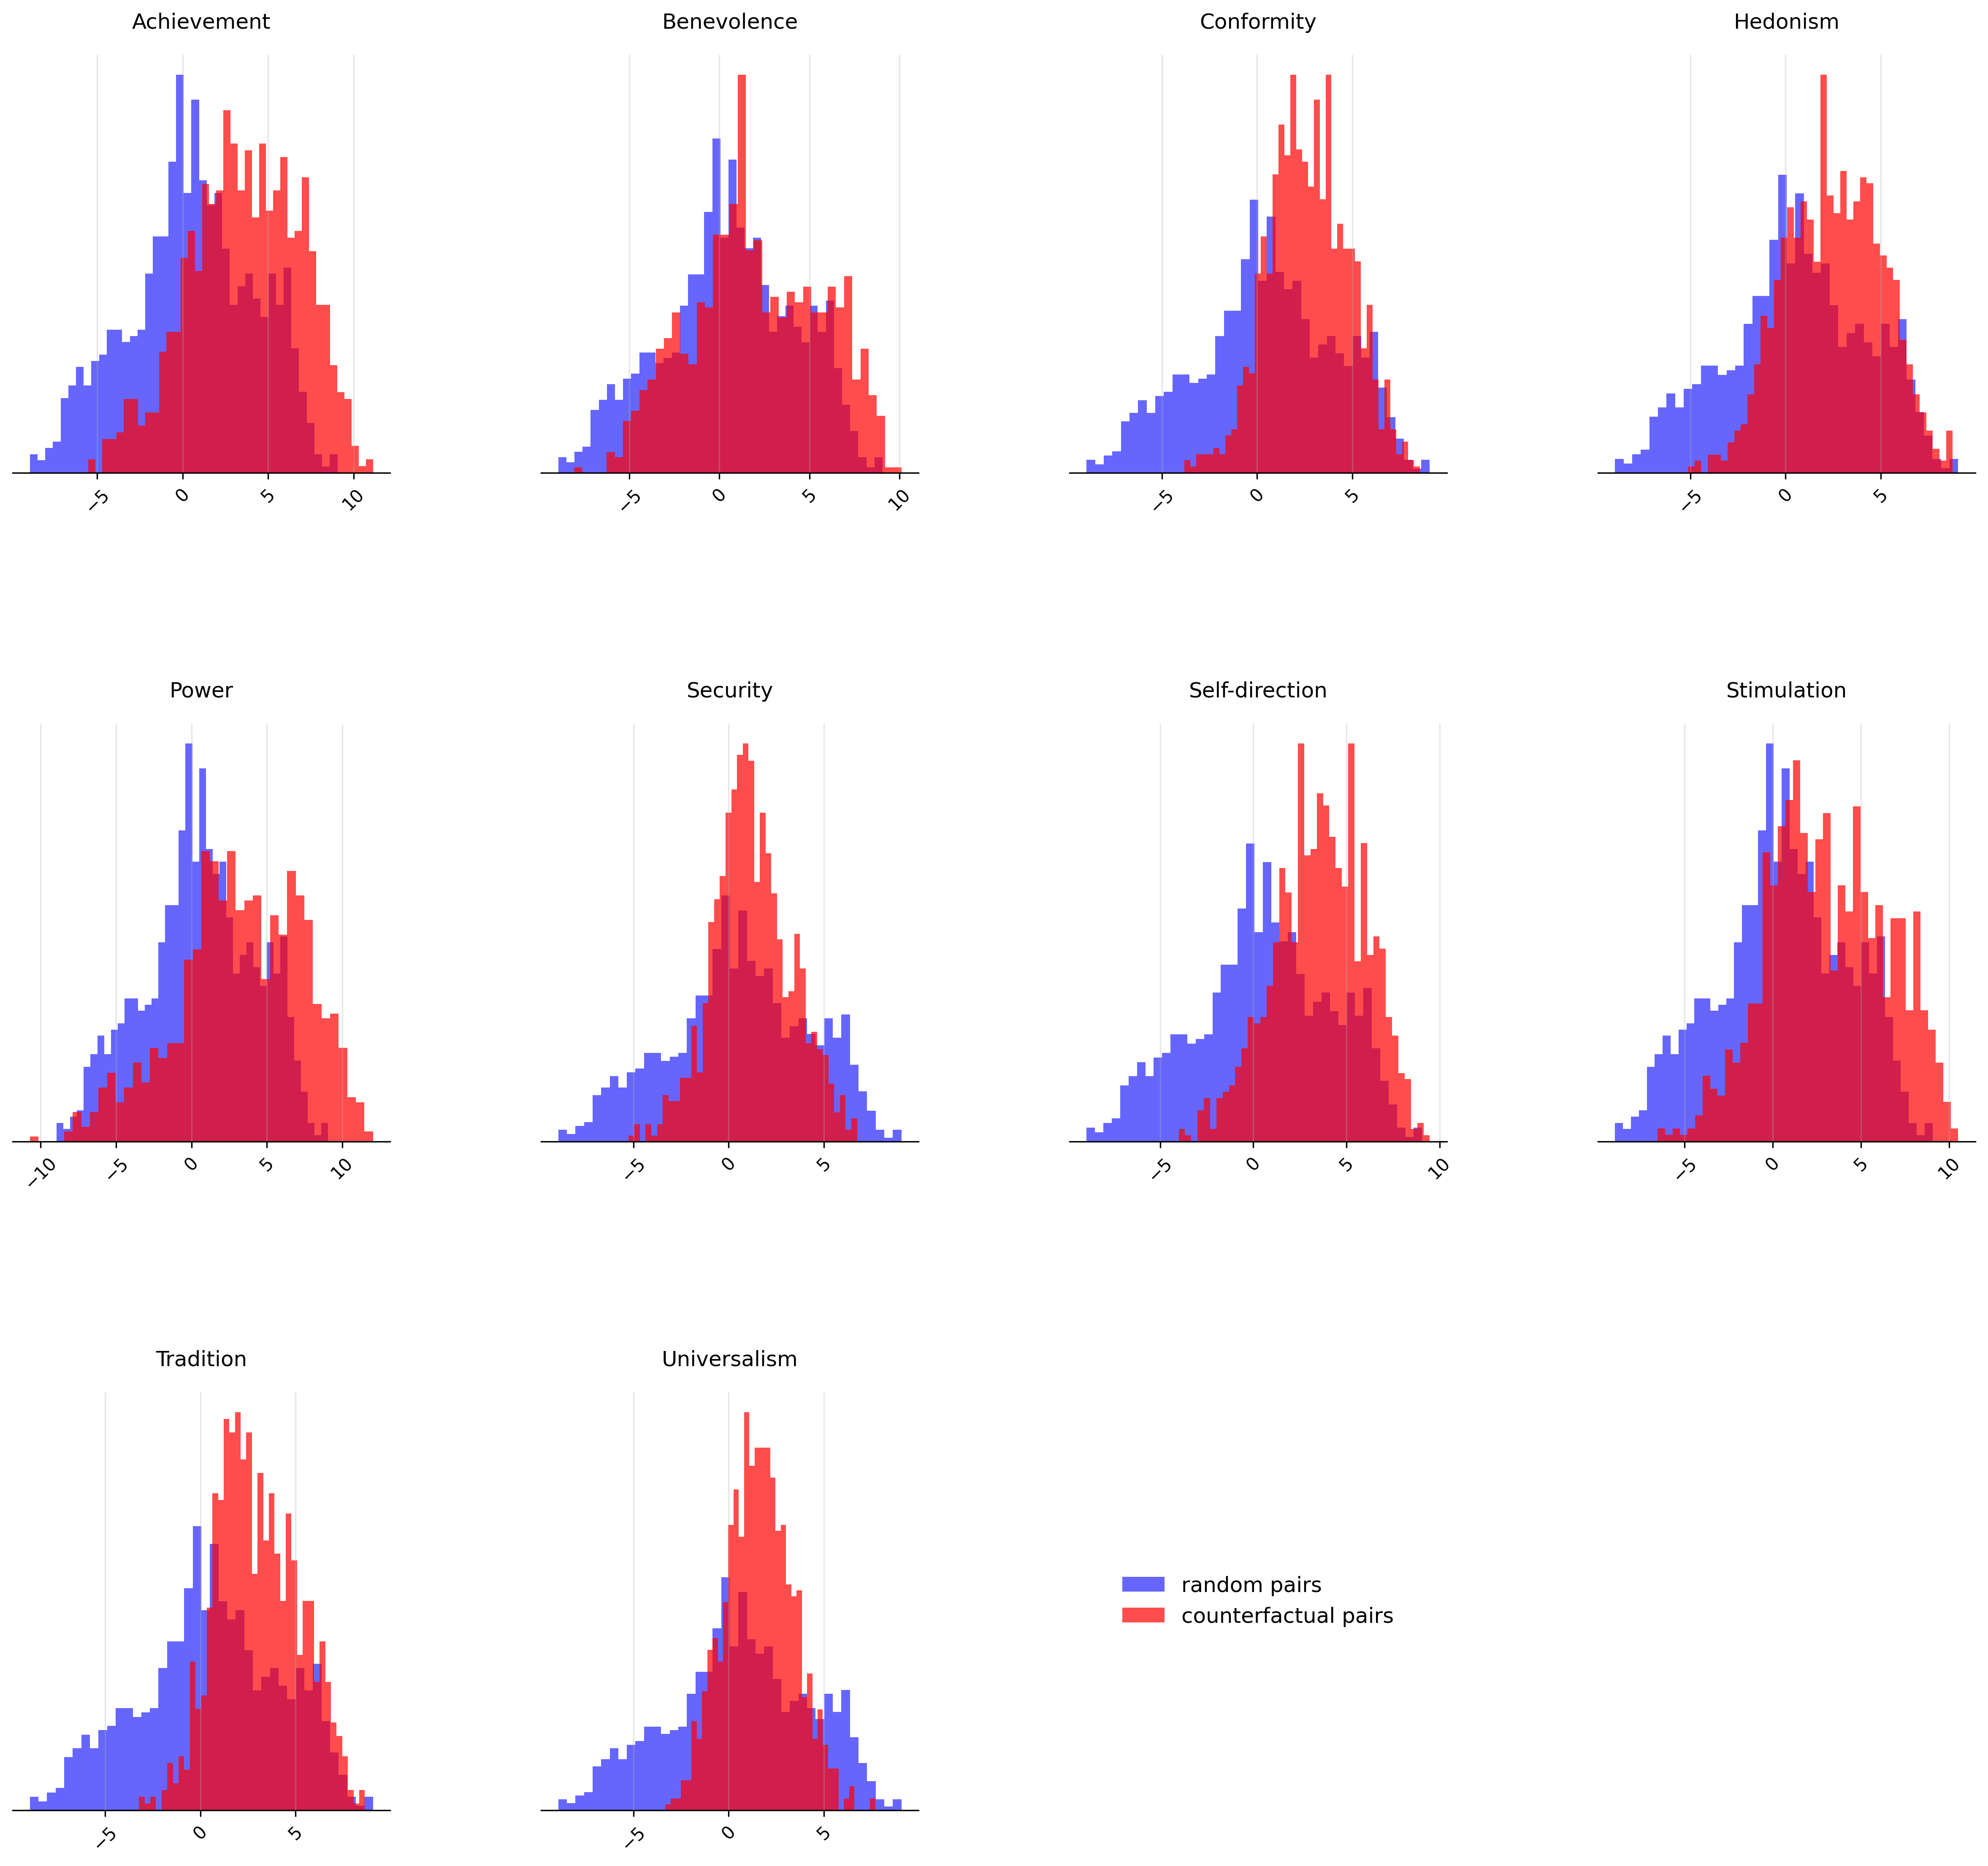 Achievement
Benevolence
Conformity
Hedonism
−5 0 5 10
−5 0 5 10
−5 0 5
−5 0 5
Power
Security
Self-direction
Stimulation
−10 −5 0 5 10
−5 0 5
−5 0 5 10
−5 0 5 10
Tradition
Universalism
−5 0 5
−5 0 5
random pairs
counterfactual pairs